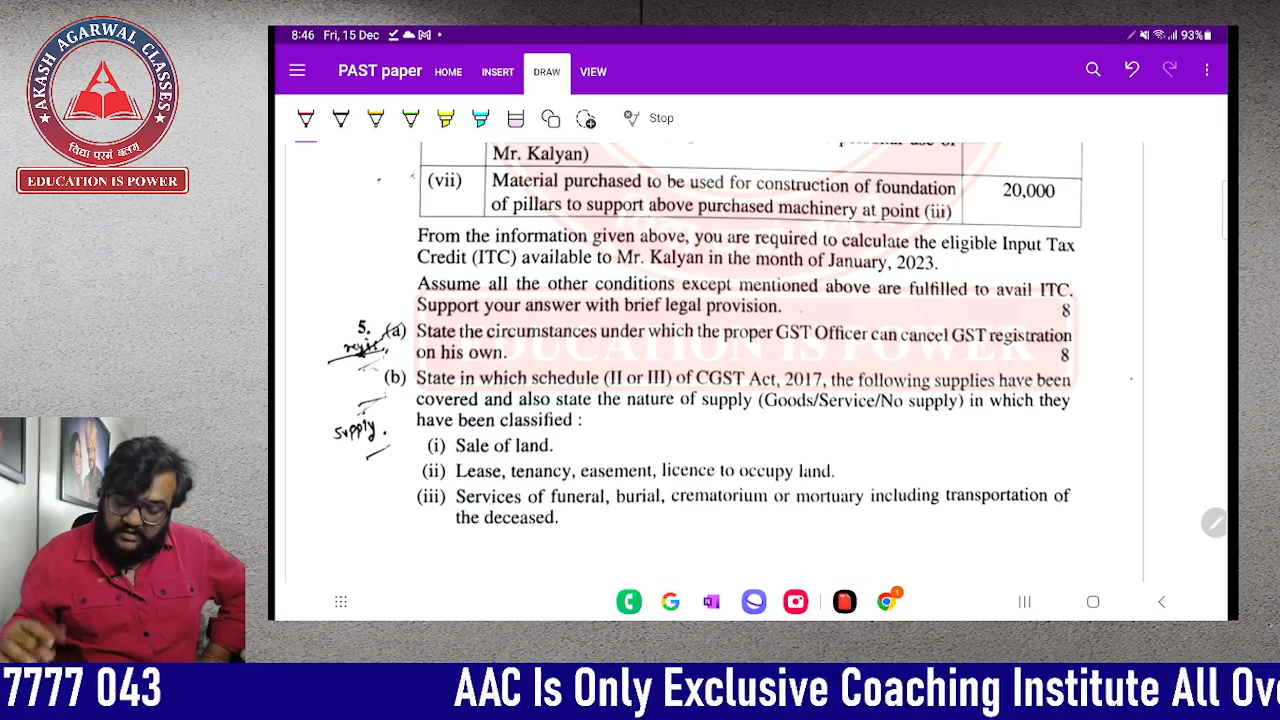 AKASH AGARWAL CLASSES
विद्या परमं बलम्
EDUCATION IS POWER
8:46 Fri, 15 Dec
93%
PAST paper HOME INSERT DRAW VIEW
Stop
Mr. Kalyan)
(vii) Material purchased to be used for construction of foundation 20,000
of pillars to support above purchased machinery at point (iii)
From the information given above, you are required to calculate the eligible Input Tax
Credit (ITC) available to Mr. Kalyan in the month of January, 2023.
Assume all the other conditions except mentioned above are fulfilled to avail ITC.
Support your answer with brief legal provision. 8
5. (a) State the circumstances under which the proper GST Officer can cancel GST registration
on his own. 8
(b) State in which schedule (II or III) of CGST Act, 2017, the following supplies have been
covered and also state the nature of supply (Goods/Service/No supply) in which they
have been classified :
supply.
(i) Sale of land.
(ii) Lease, tenancy, easement, licence to occupy land.
(iii) Services of funeral, burial, crematorium or mortuary including transportation of
the deceased.
EDUCATION IS POWER
7777 043 AAC Is Only Exclusive Coaching Institute All Ov